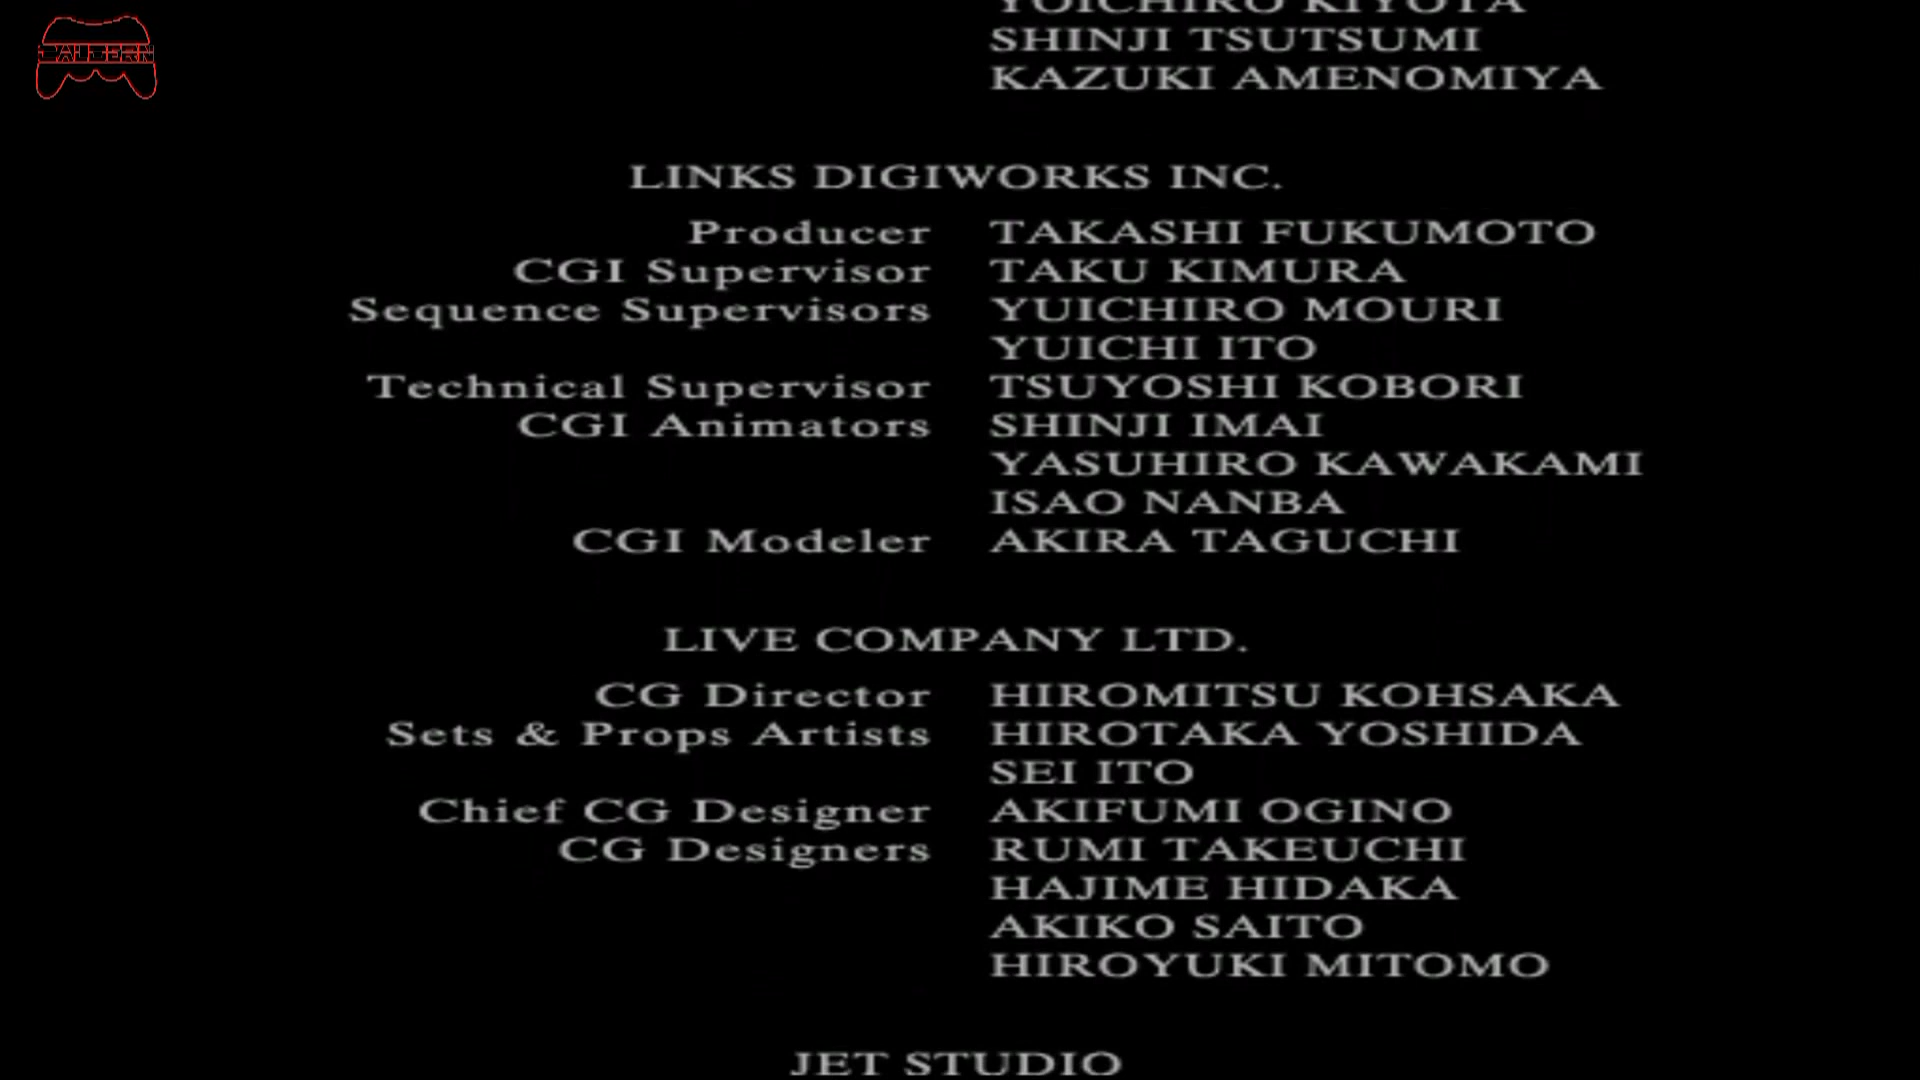 YOICHIRO KIYOTA
SHINJI TSUTSUMI
KAZUKI AMENOMIYA
LINKS DIGIWORKS INC.
Producer TAKASHI FUKUMOTO
CGI Supervisor TAKU KIMURA
Sequence Supervisors YUICHIRO MOURI
YUICHI ITO
Technical Supervisor TSUYOSHI KOBORI
CGI Animators SHINJI IMAI
YASUHIRO KAWAKAMI
ISAO NANBA
CGI Modeler AKIRA TAGUCHI
LIVE COMPANY LTD.
CG Director HIROMITSU KOHSAKA
Sets & Props Artists HIROTAKA YOSHIDA
SEI ITO
Chief CG Designer AKIFUMI OGINO
CG Designers RUMI TAKEUCHI
HAJIME HIDAKA
AKIKO SAITO
HIROYUKI MITOMO
JET STUDIO